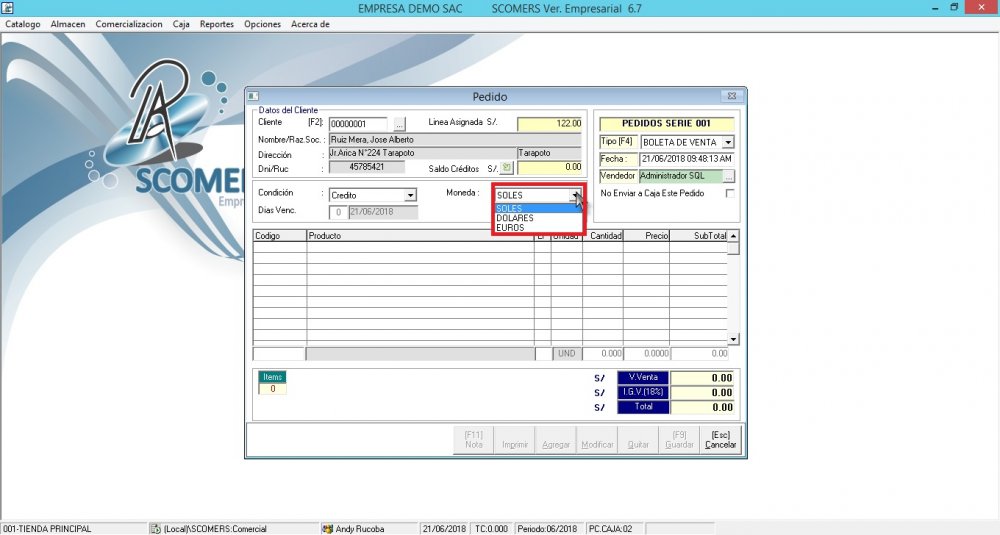 EMPRESA DEMO SAC SCOMERS Ver. Empresarial 6.7
Catalogo Almacen Comercializacion Caja Reportes Opciones Acerca de
Pedido
Datos del Cliente
Cliente [F2]: 00000001 ... Linea Asignada S/. 122.00
Nombre/Raz.Soc. : Ruiz Mera, Jose Alberto
Dirección : Jr.Arica N°224 Tarapoto Tarapoto
Dni/Ruc : 45785421 Saldo Créditos S/. 0.00
PEDIDOS SERIE 001
Tipo [F4] BOLETA DE VENTA
Fecha : 21/06/2018 09:48:13 AM
Vendedor Administrador SQL ...
No Enviar a Caja Este Pedido
Condición : Credito Moneda : SOLES
Dias Venc. 0 21/06/2018
SOLES
DOLARES
EUROS
SCOMER
Empr
Codigo Producto Unidad Cantidad Precio SubTotal
UND 0.000 0.0000 0.00
Items
0
S/ V.Venta 0.00
S/ I.G.V.(18%) 0.00
S/ Total 0.00
[F11] Nota
Imprimir
Agregar
Modificar
Quitar
[F9] Guardar
[Esc] Cancelar
001-TIENDA PRINCIPAL (Local)\SCOMERS:Comercial Andy Rucoba 21/06/2018 TC:0.000 Periodo:06/2018 PC.CAJA:02